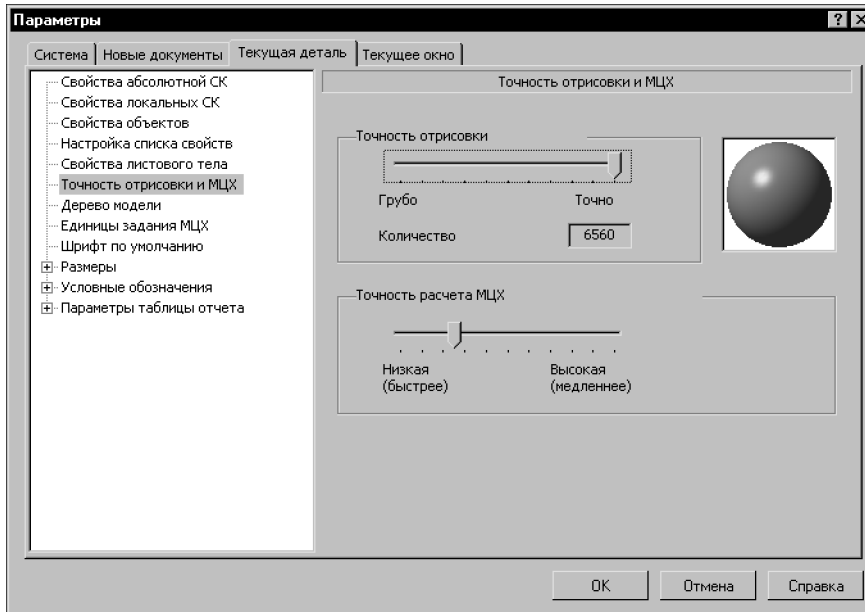 Параметры
Система Новые документы Текущая деталь Текущее окно
Свойства абсолютной СК
Свойства локальных СК
Свойства объектов
Настройка списка свойств
Свойства листового тела
Точность отрисовки и МЦХ
Дерево модели
Единицы задания МЦХ
Шрифт по умолчанию
Размеры
Условные обозначения
Параметры таблицы отчета
Точность отрисовки и МЦХ
Точность отрисовки
Грубо Точно
Количество 6560
Точность расчета МЦХ
Низкая Высокая
(быстрее) (медленнее)
OK Отмена Справка